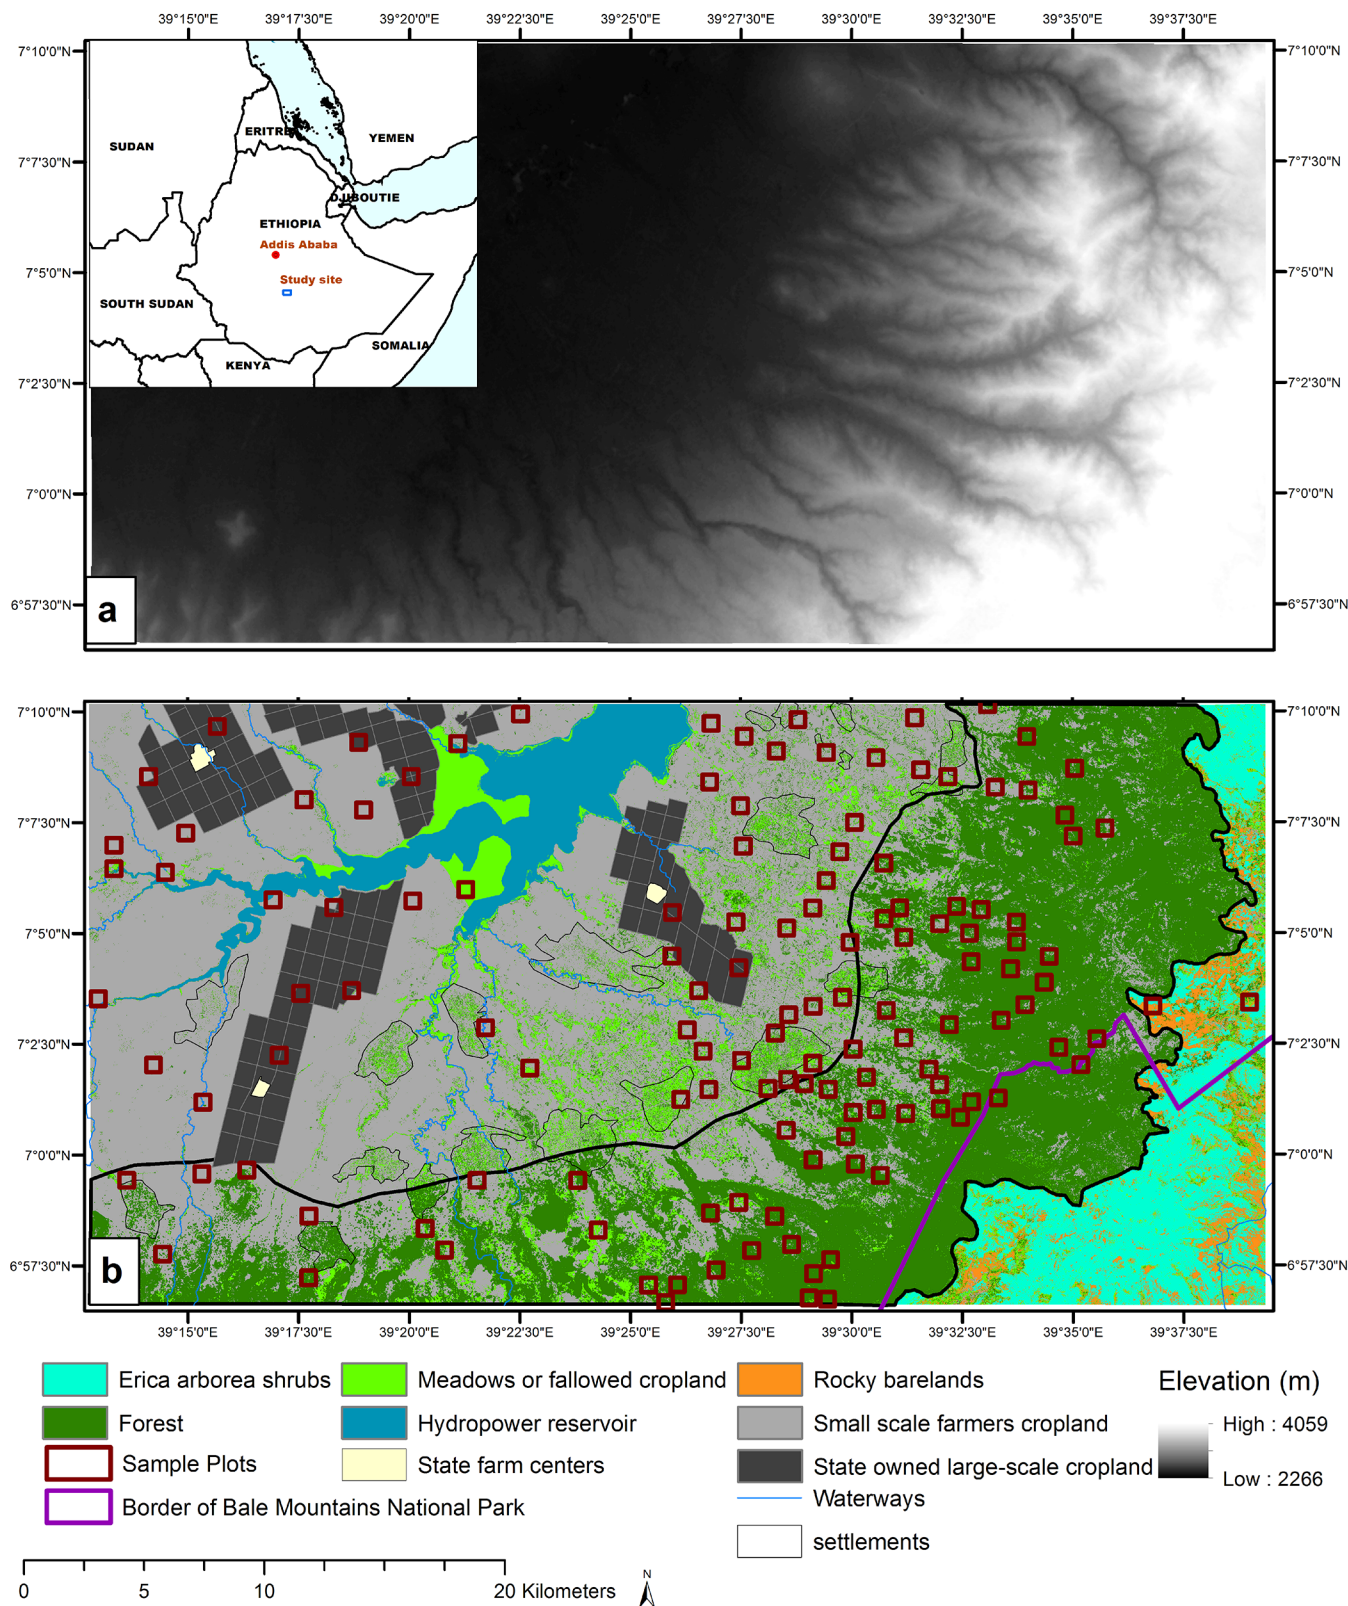 39°15'0"E 39°17'30"E 39°20'0"E 39°22'30"E 39°25'0"E 39°27'30"E 39°30'0"E 39°32'30"E 39°35'0"E 39°37'30"E
7°10'0"N 7°10'0"N
ERITRE
YEMEN
SUDAN
7°7'30"N 7°7'30"N
DJIBOUTIE
ETHIOPIA
Addis Ababa
7°5'0"N 7°5'0"N
Study site
SOUTH SUDAN
SOMALIA
KENYA
7°2'30"N 7°2'30"N
7°0'0"N 7°0'0"N
6°57'30"N 6°57'30"N
a
7°10'0"N 7°10'0"N
7°7'30"N 7°7'30"N
7°5'0"N 7°5'0"N
7°2'30"N 7°2'30"N
7°0'0"N 7°0'0"N
6°57'30"N 6°57'30"N
b
39°15'0"E 39°17'30"E 39°20'0"E 39°22'30"E 39°25'0"E 39°27'30"E 39°30'0"E 39°32'30"E 39°35'0"E 39°37'30"E
Erica arborea shrubs
Forest
Sample Plots
Border of Bale Mountains National Park
Meadows or fallowed cropland
Hydropower reservoir
State farm centers
Rocky barelands
Small scale farmers cropland
State owned large-scale cropland
Waterways
settlements
Elevation (m)
High : 4059
Low : 2266
0 5 10 20 Kilometers
N